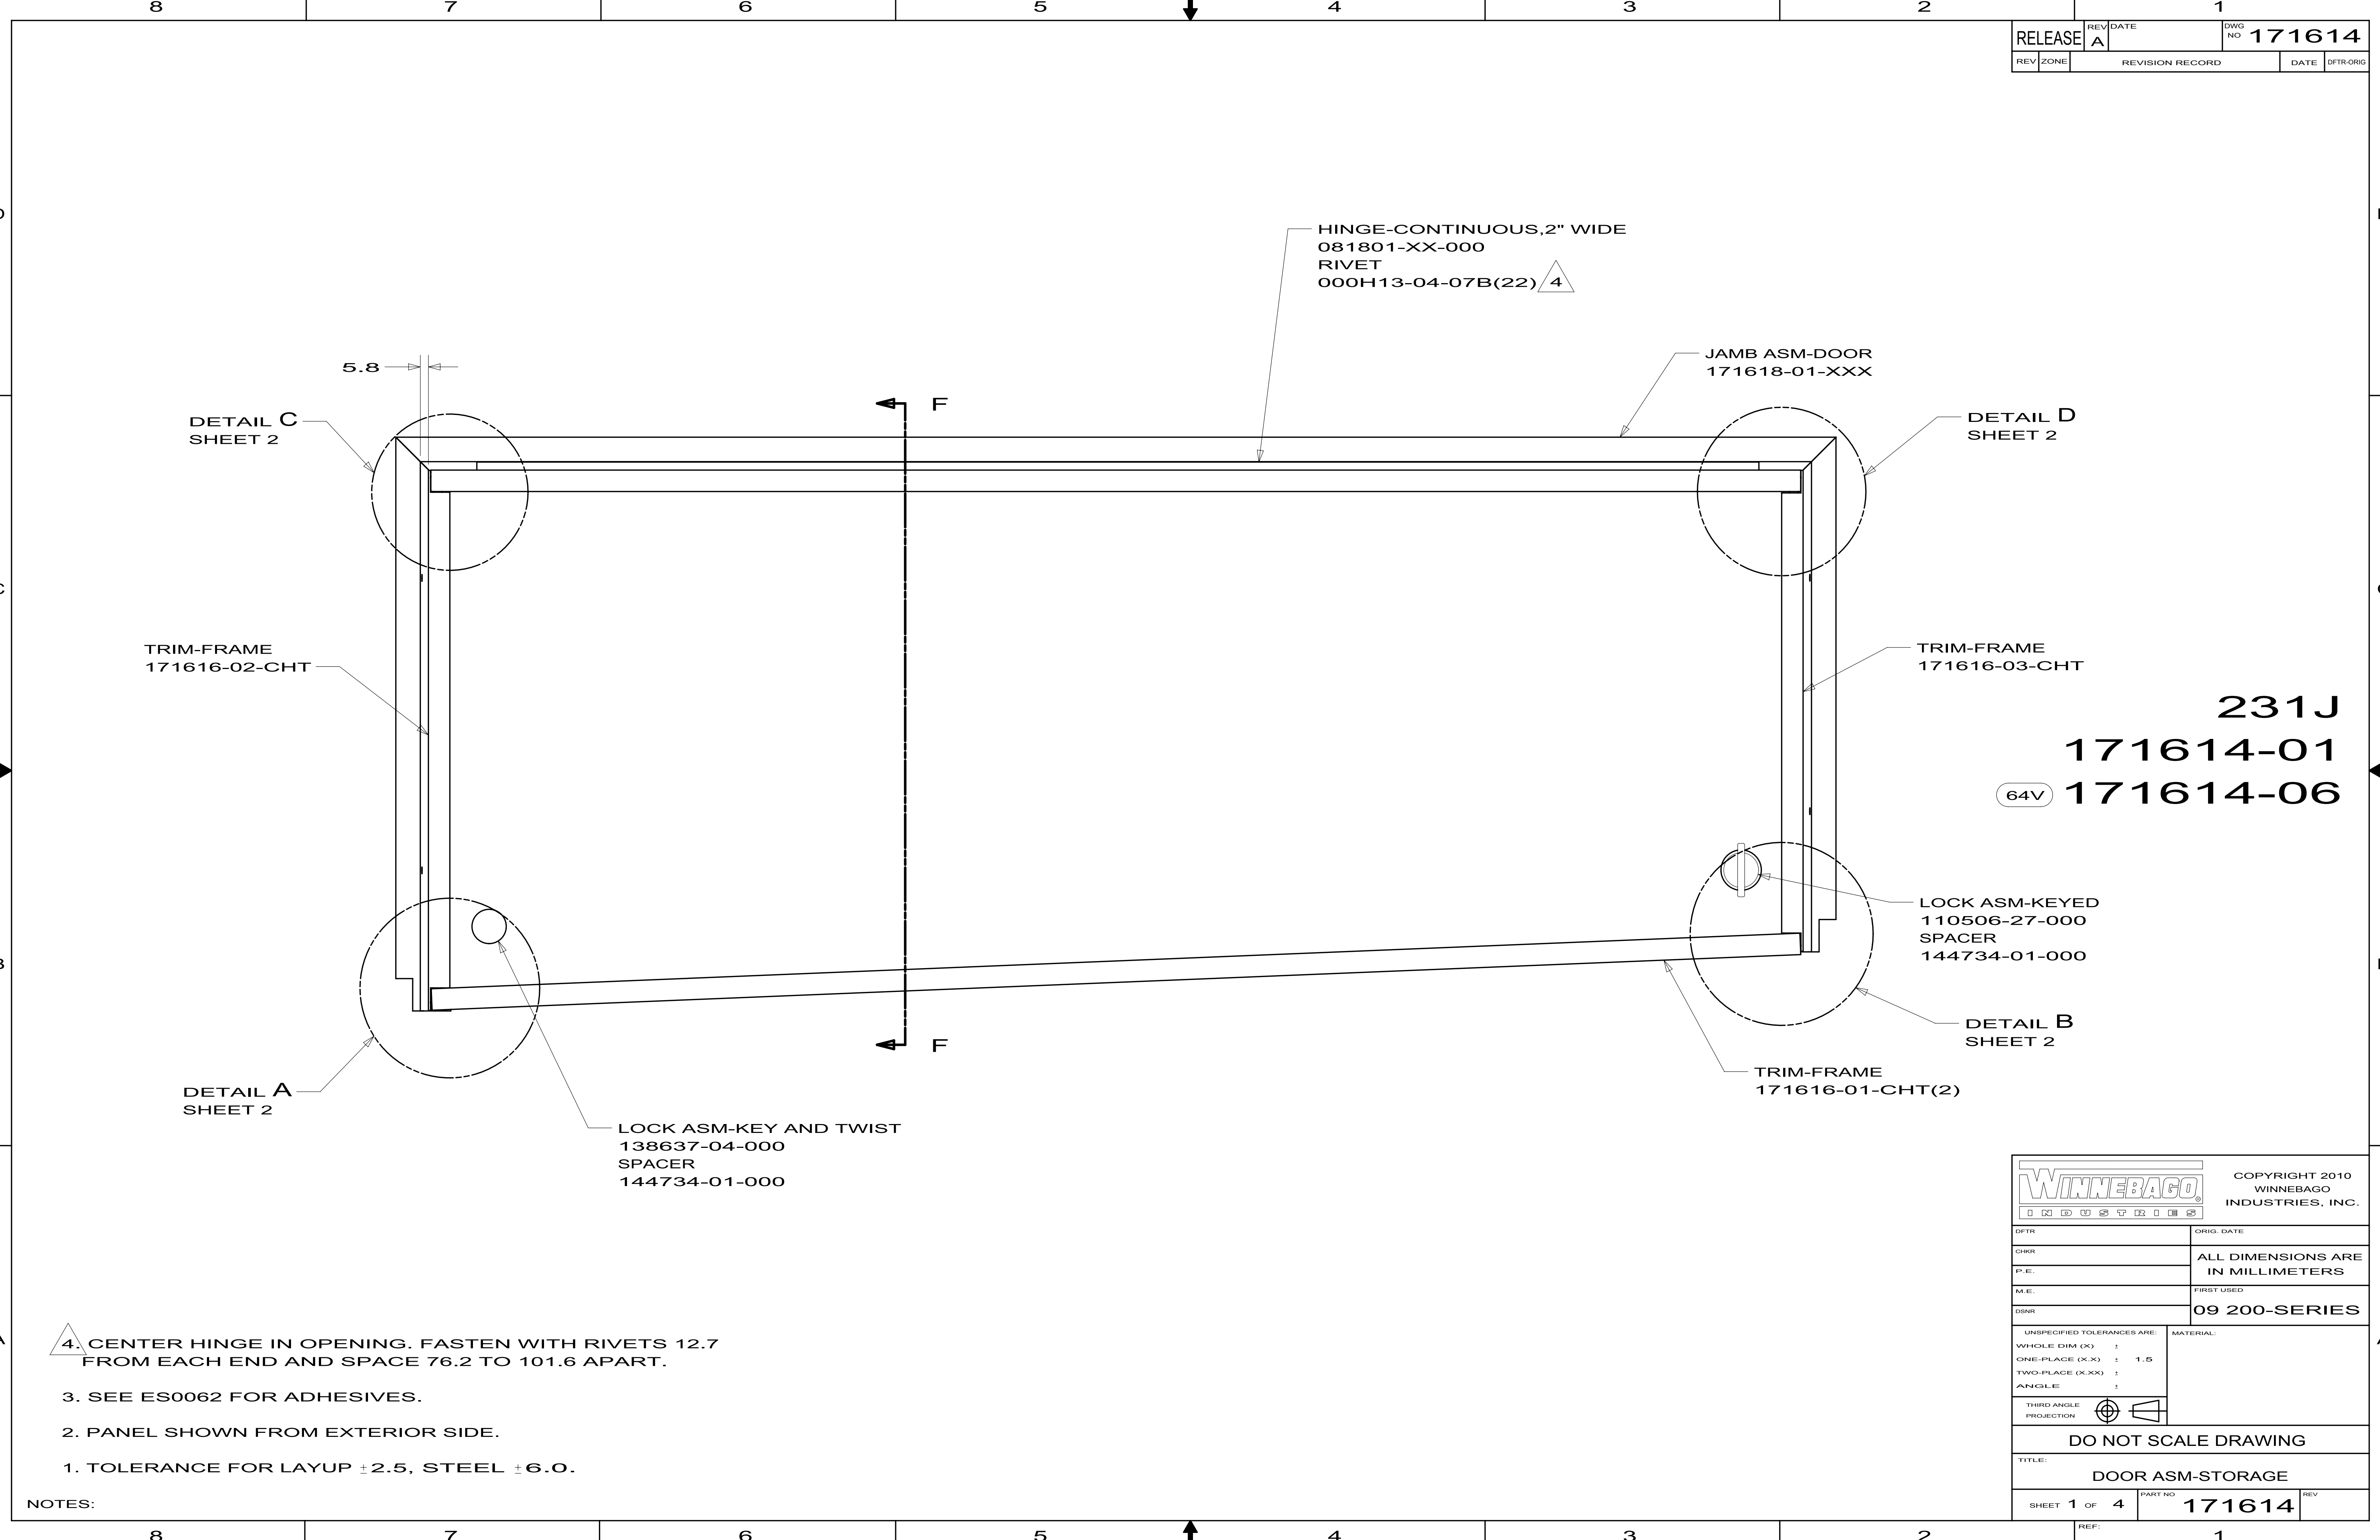 8 7 6 5 4 3 2 1
RELEASE
REV
A
DATE
DWG
NO
171614
REV ZONE REVISION RECORD DATE DFTR-ORIG
HINGE-CONTINUOUS,2" WIDE
081801-XX-000
RIVET
000H13-04-07B(22) 4
5.8
JAMB ASM-DOOR
171618-01-XXX
DETAIL C
SHEET 2
F
DETAIL D
SHEET 2
C
TRIM-FRAME
171616-02-CHT
TRIM-FRAME
171616-03-CHT
231J
171614-01
64V 171614-06
LOCK ASM-KEYED
110506-27-000
SPACER
144734-01-000
B
F
DETAIL B
SHEET 2
TRIM-FRAME
171616-01-CHT(2)
DETAIL A
SHEET 2
LOCK ASM-KEY AND TWIST
138637-04-000
SPACER
144734-01-000
WINNEBAGO®
INDUSTRIES
COPYRIGHT 2010
WINNEBAGO
INDUSTRIES, INC.
DFTR
ORIG. DATE
CHKR
ALL DIMENSIONS ARE
IN MILLIMETERS
P.E.
M.E.
FIRST USED
09 200-SERIES
DSNR
UNSPECIFIED TOLERANCES ARE:
MATERIAL:
WHOLE DIM (X) ±
ONE-PLACE (X.X) ± 1.5
TWO-PLACE (X.XX) ±
ANGLE ±
THIRD ANGLE
PROJECTION
DO NOT SCALE DRAWING
TITLE:
DOOR ASM-STORAGE
SHEET 1 OF 4
PART NO
171614
REV
REF:
4. CENTER HINGE IN OPENING. FASTEN WITH RIVETS 12.7
FROM EACH END AND SPACE 76.2 TO 101.6 APART.
3. SEE ES0062 FOR ADHESIVES.
2. PANEL SHOWN FROM EXTERIOR SIDE.
1. TOLERANCE FOR LAYUP ±2.5, STEEL ±6.0.
NOTES:
8 7 6 5 4 3 2 1